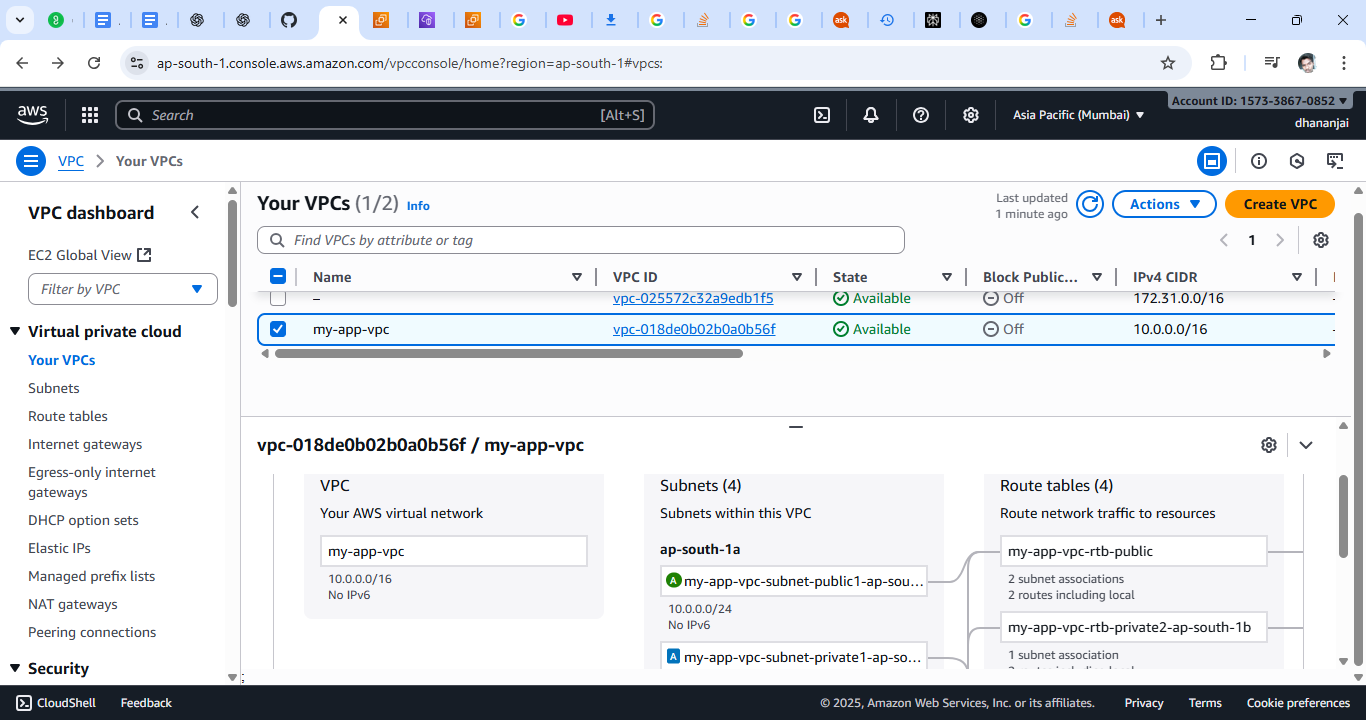 ap-south-1.console.aws.amazon.com/vpcconsole/home?region=ap-south-1#vpcs:
aws
Search [Alt+S]
Asia Pacific (Mumbai)
Account ID: 1573-3867-0852
dhananjai
VPC
Your VPCs
VPC dashboard
EC2 Global View
Filter by VPC
Virtual private cloud
Your VPCs
Subnets
Route tables
Internet gateways
Egress-only internet
gateways
DHCP option sets
Elastic IPs
Managed prefix lists
NAT gateways
Peering connections
Security
Your VPCs (1/2) Info
Last updated
1 minute ago
Actions
Create VPC
Find VPCs by attribute or tag
1
Name VPC ID State Block Public... IPv4 CIDR
– vpc-025572c32a9edb1f5 Available Off 172.31.0.0/16
my-app-vpc vpc-018de0b02b0a0b56f Available Off 10.0.0.0/16
vpc-018de0b02b0a0b56f / my-app-vpc
VPC
Your AWS virtual network
my-app-vpc
10.0.0.0/16
No IPv6
Subnets (4)
Subnets within this VPC
ap-south-1a
A my-app-vpc-subnet-public1-ap-sou...
10.0.0.0/24
No IPv6
A my-app-vpc-subnet-private1-ap-so...
Route tables (4)
Route network traffic to resources
my-app-vpc-rtb-public
2 subnet associations
2 routes including local
my-app-vpc-rtb-private2-ap-south-1b
1 subnet association
;
CloudShell
Feedback
© 2025, Amazon Web Services, Inc. or its affiliates.
Privacy
Terms
Cookie preferences